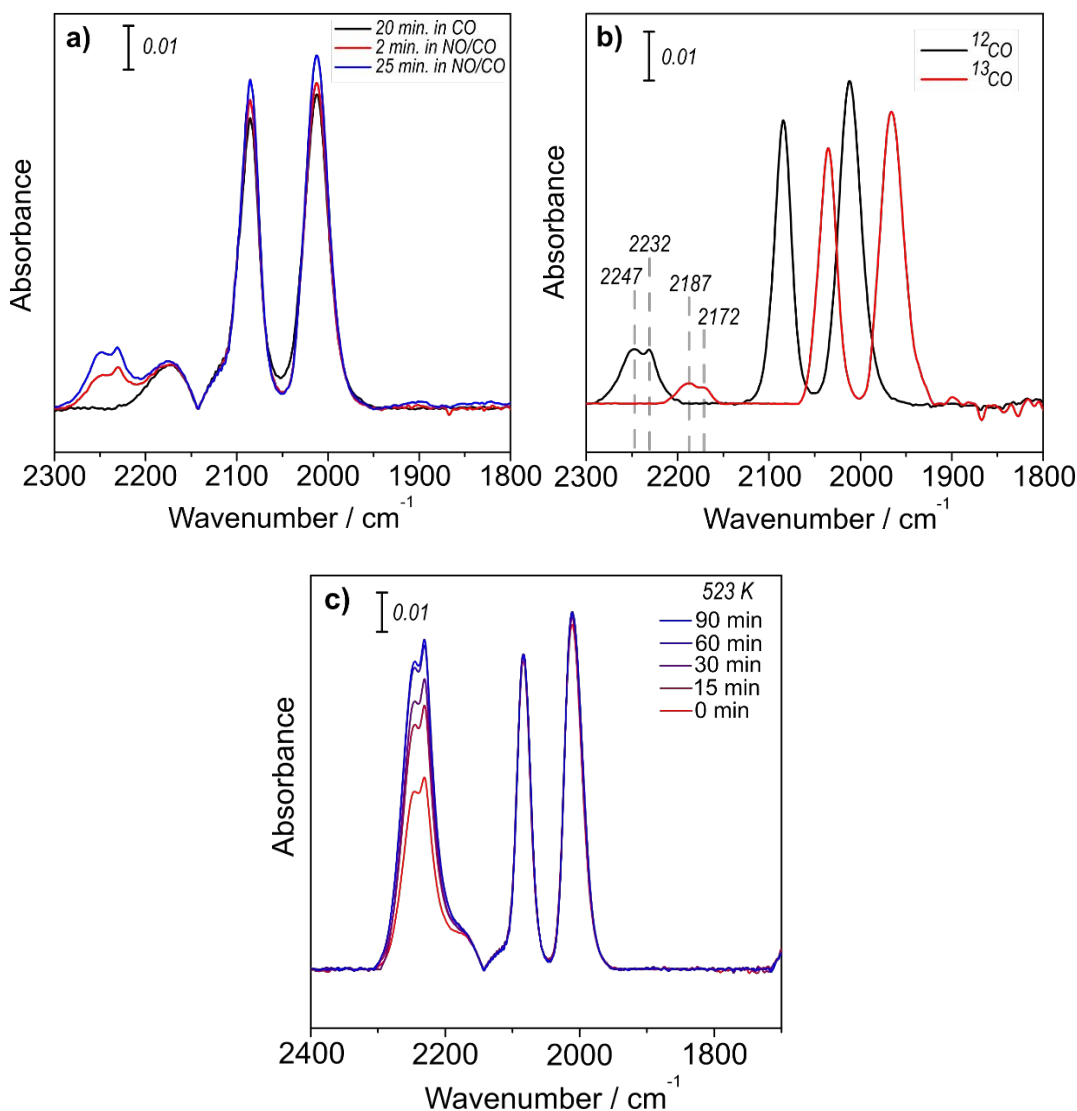 a)
0.01
20 min. in CO
2 min. in NO/CO
25 min. in NO/CO
Absorbance
2300 2200 2100 2000 1900 1800
Wavenumber / cm⁻¹
b)
0.01
¹²CO
¹³CO
2232
2247
2187
2172
Absorbance
2300 2200 2100 2000 1900 1800
Wavenumber / cm⁻¹
c)
0.01
523 K
90 min
60 min
30 min
15 min
0 min
Absorbance
2400 2200 2000 1800
Wavenumber / cm⁻¹